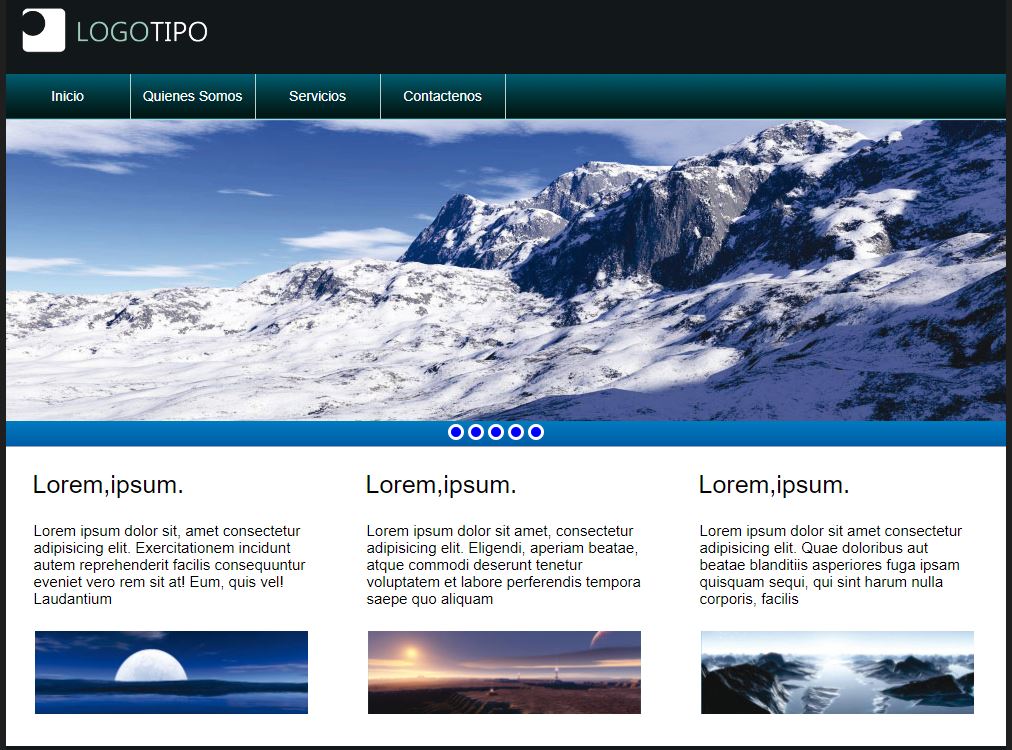 LOGOTIPO
Inicio Quienes Somos Servicios Contactenos
Lorem,ipsum.
Lorem ipsum dolor sit, amet consectetur
adipisicing elit. Exercitationem incidunt
autem reprehenderit facilis consequuntur
eveniet vero rem sit at! Eum, quis vel!
Laudantium
Lorem,ipsum.
Lorem ipsum dolor sit amet, consectetur
adipisicing elit. Eligendi, aperiam beatae,
atque commodi deserunt tenetur
voluptatem et labore perferendis tempora
saepe quo aliquam
Lorem,ipsum.
Lorem ipsum dolor sit amet consectetur
adipisicing elit. Quae doloribus aut
beatae blanditiis asperiores fuga ipsam
quisquam sequi, qui sint harum nulla
corporis, facilis